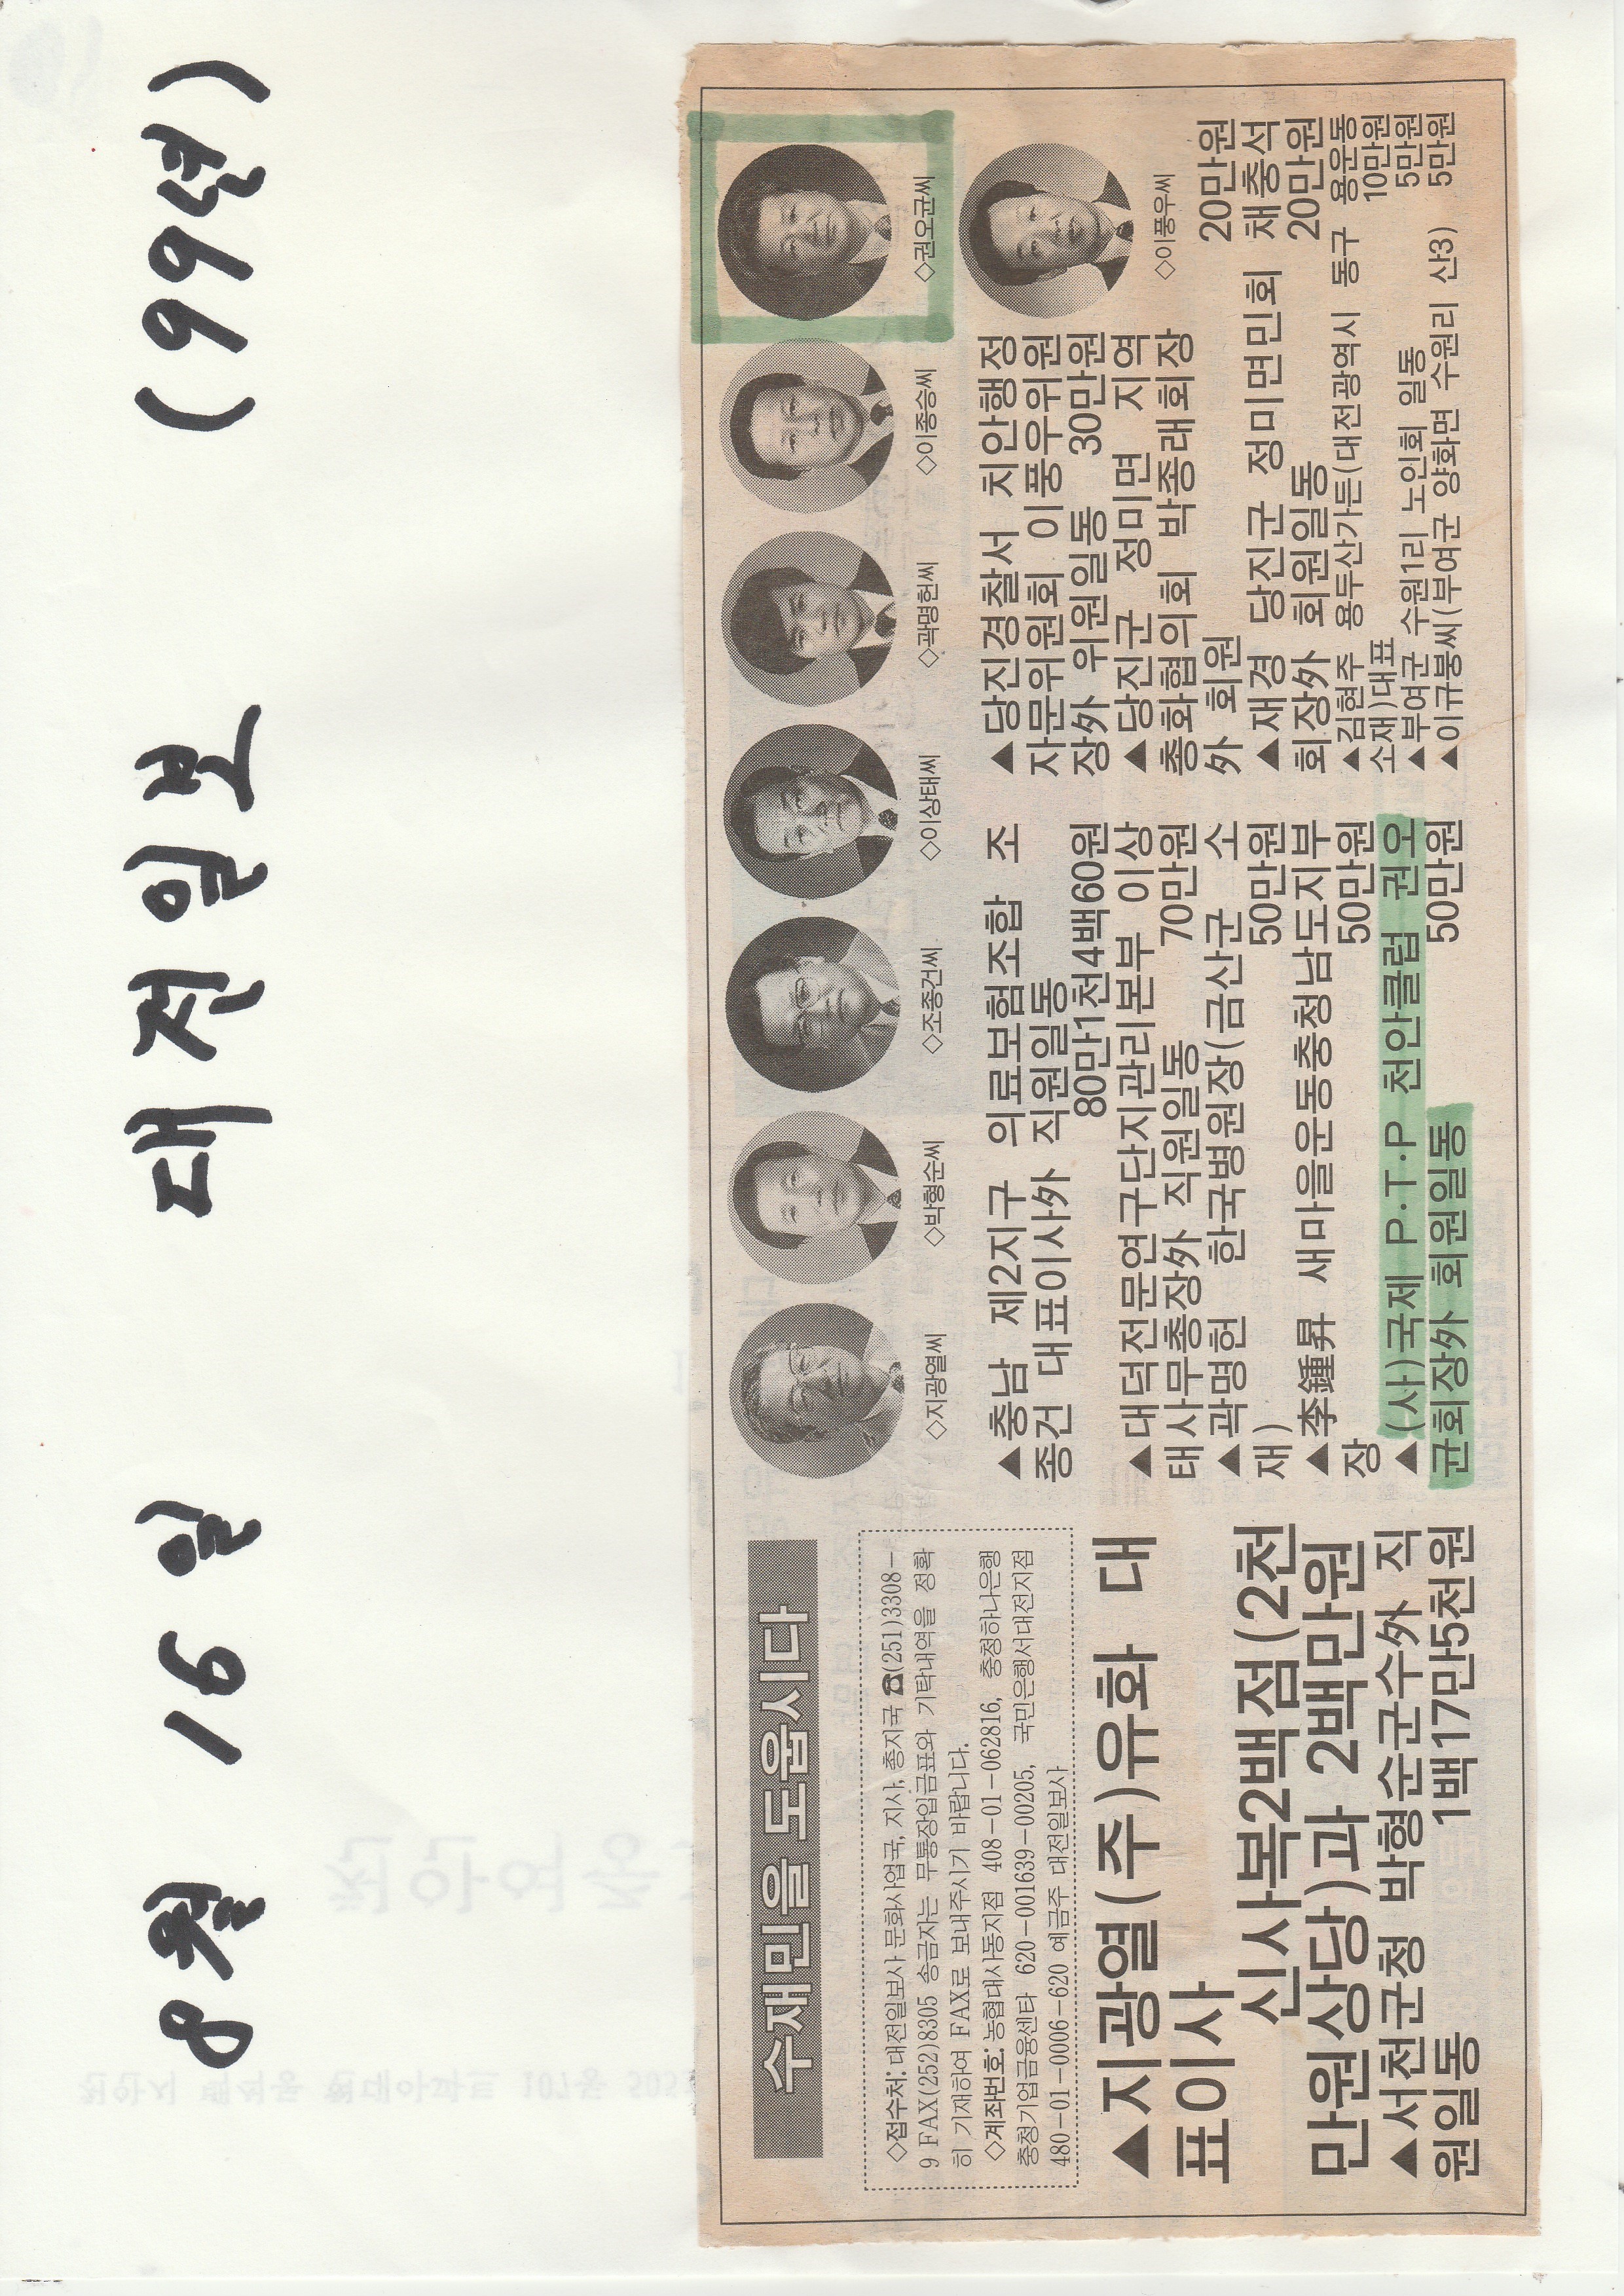 8월 16일 대전일보 (99년)
수재민을 도웁시다
◇접수처: 대전일보사 문화사업국, 지사, 총지국 ☎(251)3308-
9 FAX(252)8305 송금자는 무통장입금표와 기탁내역을 정확
히 기재하여 FAX로 보내주시기 바랍니다.
◇계좌번호: 농협대사동지점 408-01-062816, 충청하나은행
충청기업금융센타 620-001639-00205, 국민은행서대전지점
480-01-0006-620 예금주 대전일보사
▲지광열(주)유화 대
표이사
신사복2백점(2천
만원상당)과 2백만원
▲서천군청 박형순군수外 직
원일동 1백17만5천원
◇지광열씨 ◇박형순씨 ◇조종건씨 ◇이상태씨 ◇곽명헌씨 ◇이종승씨 ◇권오균씨
▲충남 제2지구 의료보험조합 조
종건 대표이사外 직원일동
80만1천4백60원
▲대덕전문연구단지관리본부 이상
태사무총장外 직원일동 70만원
▲곽명헌 한국병원장(금산군 소
재) 50만원
▲李鍾昇 새마을운동충청남도지부
장 50만원
▲(사)국제 P·T·P 천안클럽 권오
균회장外 회원일동 50만원
▲당진경찰서 치안행정
자문위원회 이풍우위원
장外 위원일동 30만원
▲당진군 정미면 지역
총화협의회 박종래회장
外 회원 20만원
◇이풍우씨
▲재경 당진군 정미면민회 채충석
회장外 회원일동 20만원
▲김현주 용두산가든(대전광역시 동구 용운동
소재)대표 10만원
▲부여군 수원1리 노인회 일동 5만원
▲이규붕씨(부여군 양화면 수원리 산3) 5만원